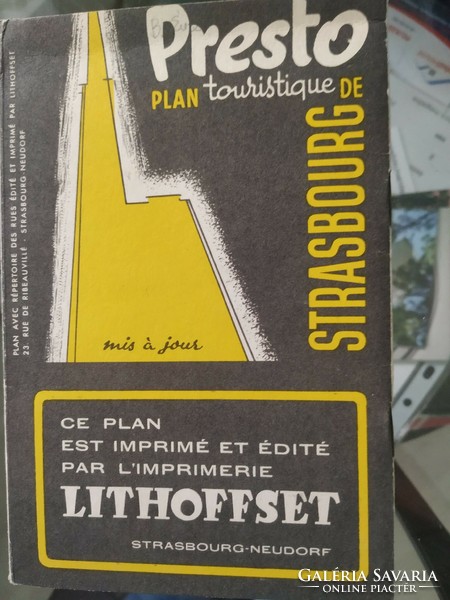 Presto
PLAN touristique DE
STRASBOURG
mis à jour
PLAN AVEC RÉPERTOIRE DES RUES ÉDITÉ ET IMPRIMÉ PAR LITHOFFSET
23, RUE DE RIBEAUVILLÉ - STRASBOURG-NEUDORF
CE PLAN
EST IMPRIMÉ ET ÉDITÉ
PAR L'IMPRIMERIE
LITHOFFSET
STRASBOURG-NEUDORF
GALÉRIA SAVARIA
ONLINE PIACTÉR